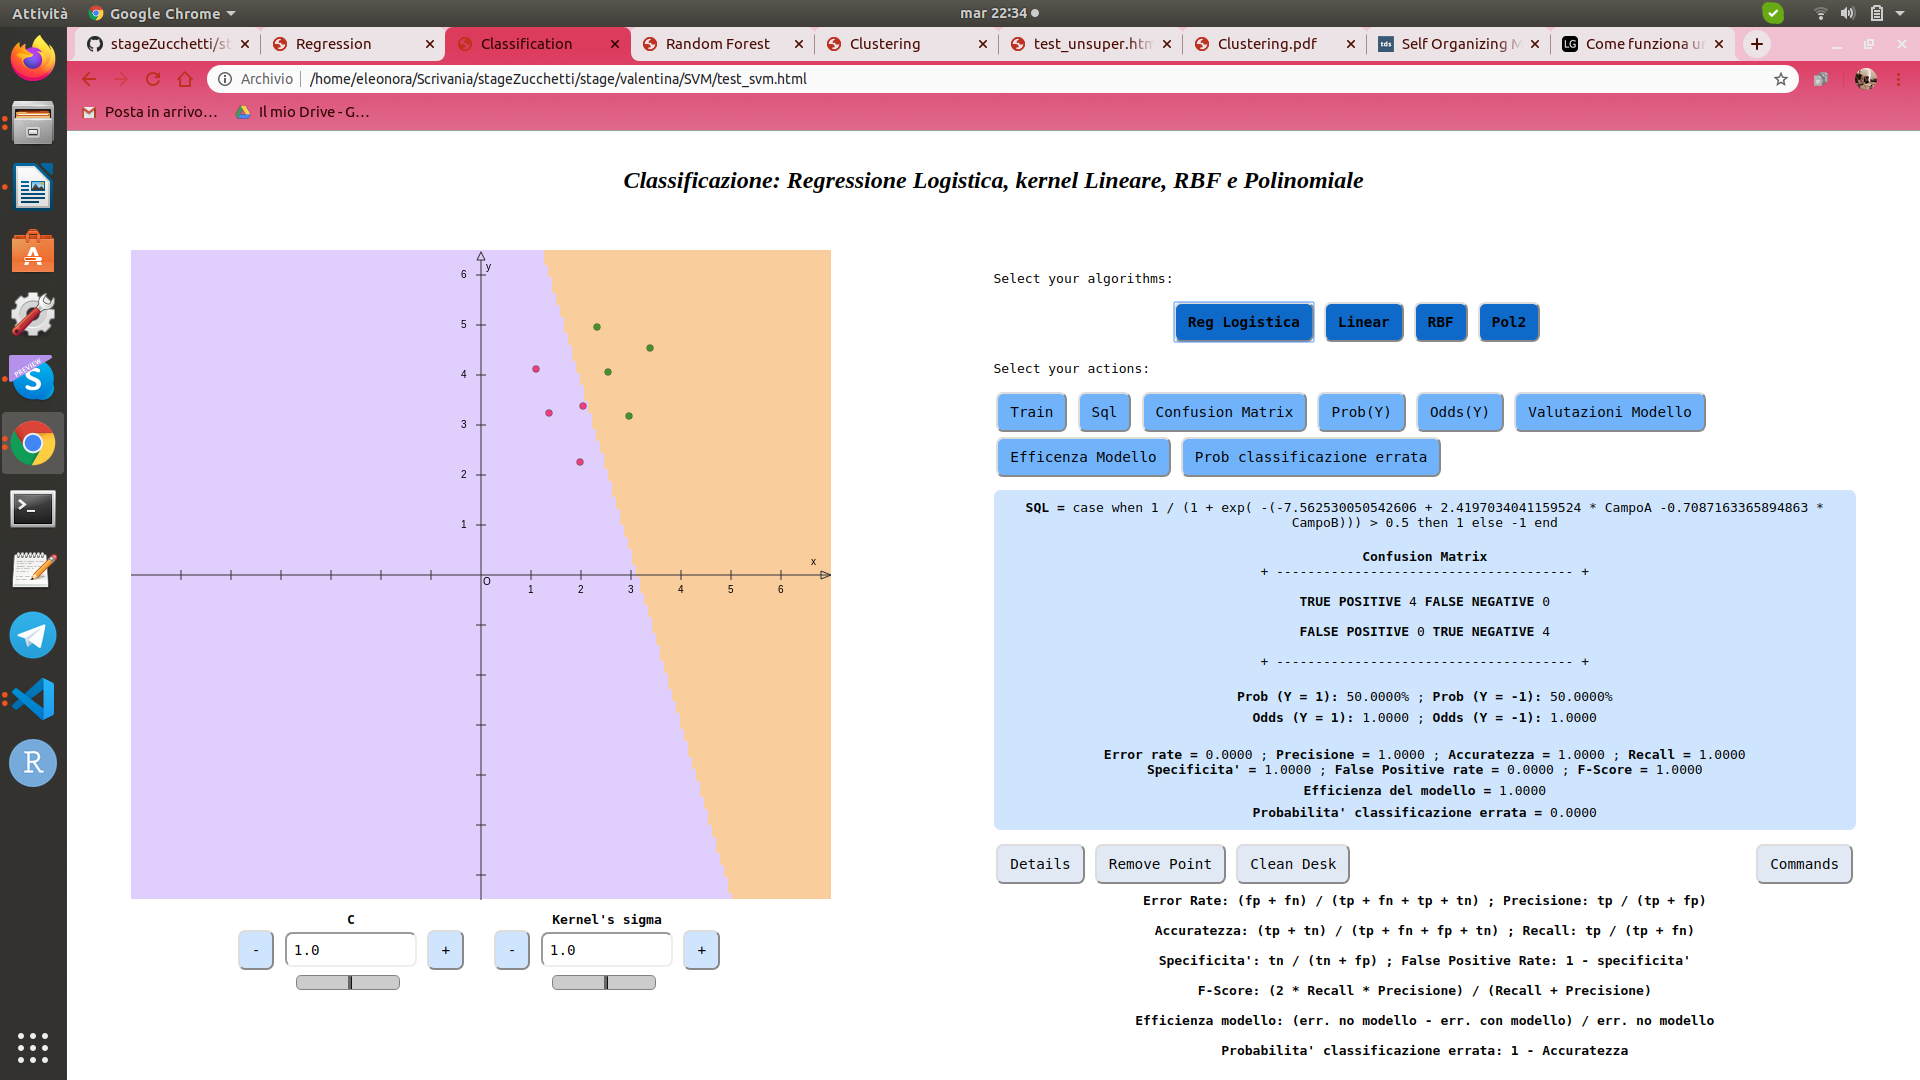 Attività
Google Chrome
mar 22:34
stageZucchetti/st
Regression
Classification
Random Forest
Clustering
test_unsuper.htm
Clustering.pdf
Self Organizing M
Come funziona un
Archivio
/home/eleonora/Scrivania/stageZucchetti/stage/valentina/SVM/test_svm.html
Posta in arrivo…
Il mio Drive - G…
Classificazione: Regressione Logistica, kernel Lineare, RBF e Polinomiale
y
6
5
4
3
2
1
x
O
1 2 3 4 5 6
C
Kernel's sigma
- 1.0 +
- 1.0 +
Select your algorithms:
Reg Logistica Linear RBF Pol2
Select your actions:
Train Sql Confusion Matrix Prob(Y) Odds(Y) Valutazioni Modello
Efficenza Modello Prob classificazione errata
SQL = case when 1 / (1 + exp( -(-7.562530050542606 + 2.4197034041159524 * CampoA -0.7087163365894863 *
CampoB))) > 0.5 then 1 else -1 end
Confusion Matrix
+ -------------------------------------- +
TRUE POSITIVE 4 FALSE NEGATIVE 0
FALSE POSITIVE 0 TRUE NEGATIVE 4
+ -------------------------------------- +
Prob (Y = 1): 50.0000% ; Prob (Y = -1): 50.0000%
Odds (Y = 1): 1.0000 ; Odds (Y = -1): 1.0000
Error rate = 0.0000 ; Precisione = 1.0000 ; Accuratezza = 1.0000 ; Recall = 1.0000
Specificita' = 1.0000 ; False Positive rate = 0.0000 ; F-Score = 1.0000
Efficienza del modello = 1.0000
Probabilita' classificazione errata = 0.0000
Details Remove Point Clean Desk Commands
Error Rate: (fp + fn) / (tp + fn + tp + tn) ; Precisione: tp / (tp + fp)
Accuratezza: (tp + tn) / (tp + fn + fp + tn) ; Recall: tp / (tp + fn)
Specificita': tn / (tn + fp) ; False Positive Rate: 1 - specificita'
F-Score: (2 * Recall * Precisione) / (Recall + Precisione)
Efficienza modello: (err. no modello - err. con modello) / err. no modello
Probabilita' classificazione errata: 1 - Accuratezza